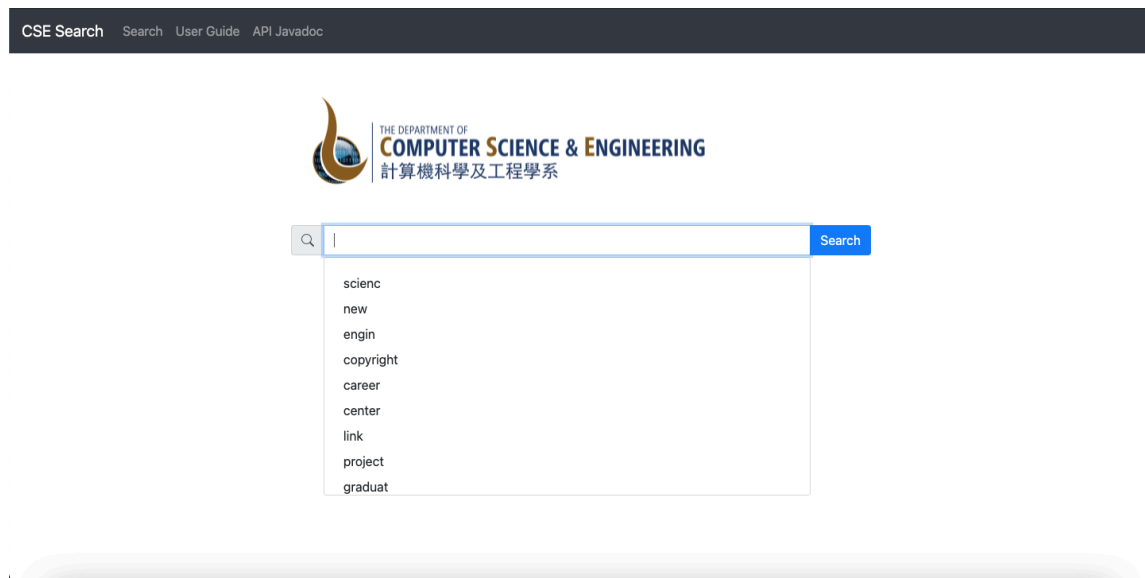 CSE Search Search User Guide API Javadoc
THE DEPARTMENT OF
COMPUTER SCIENCE & ENGINEERING
計算機科學及工程學系
Search
scienc
new
engin
copyright
career
center
link
project
graduat